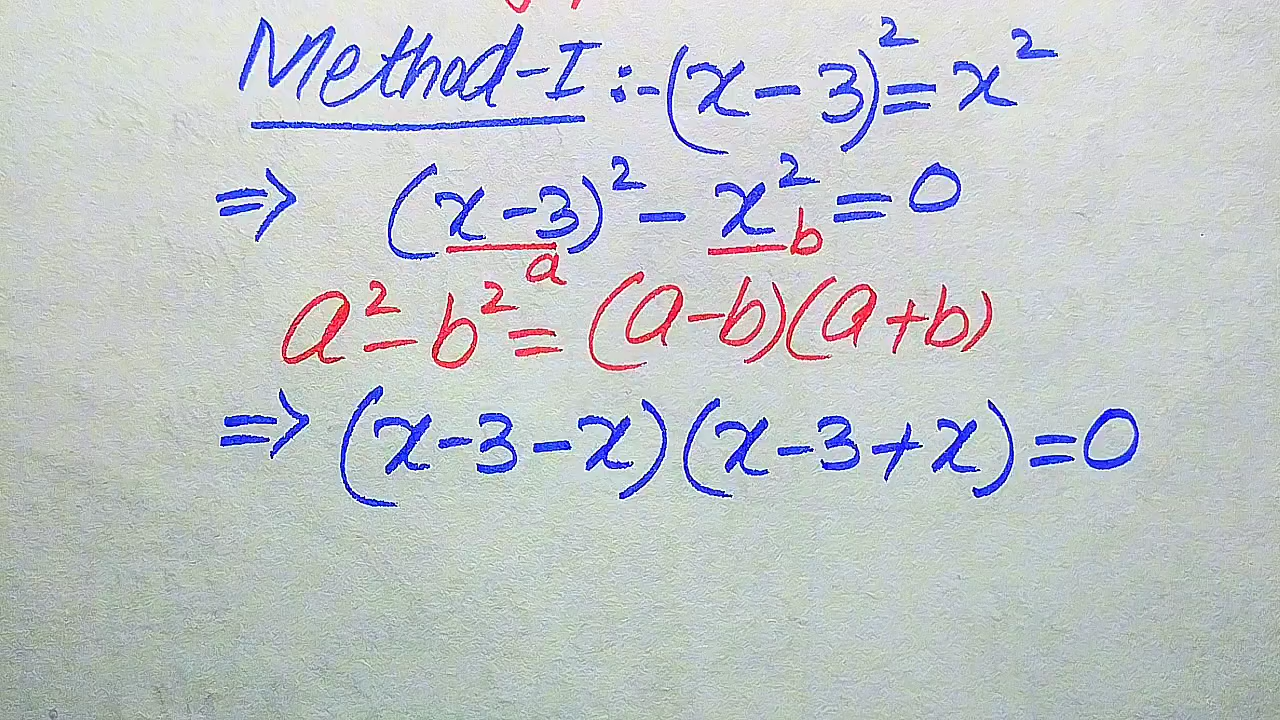 Method-I :- (x-3)² = x²
=> (x-3)² - x² = 0
a b
a² - b² = (a-b)(a+b)
=> (x-3-x)(x-3+x) = 0